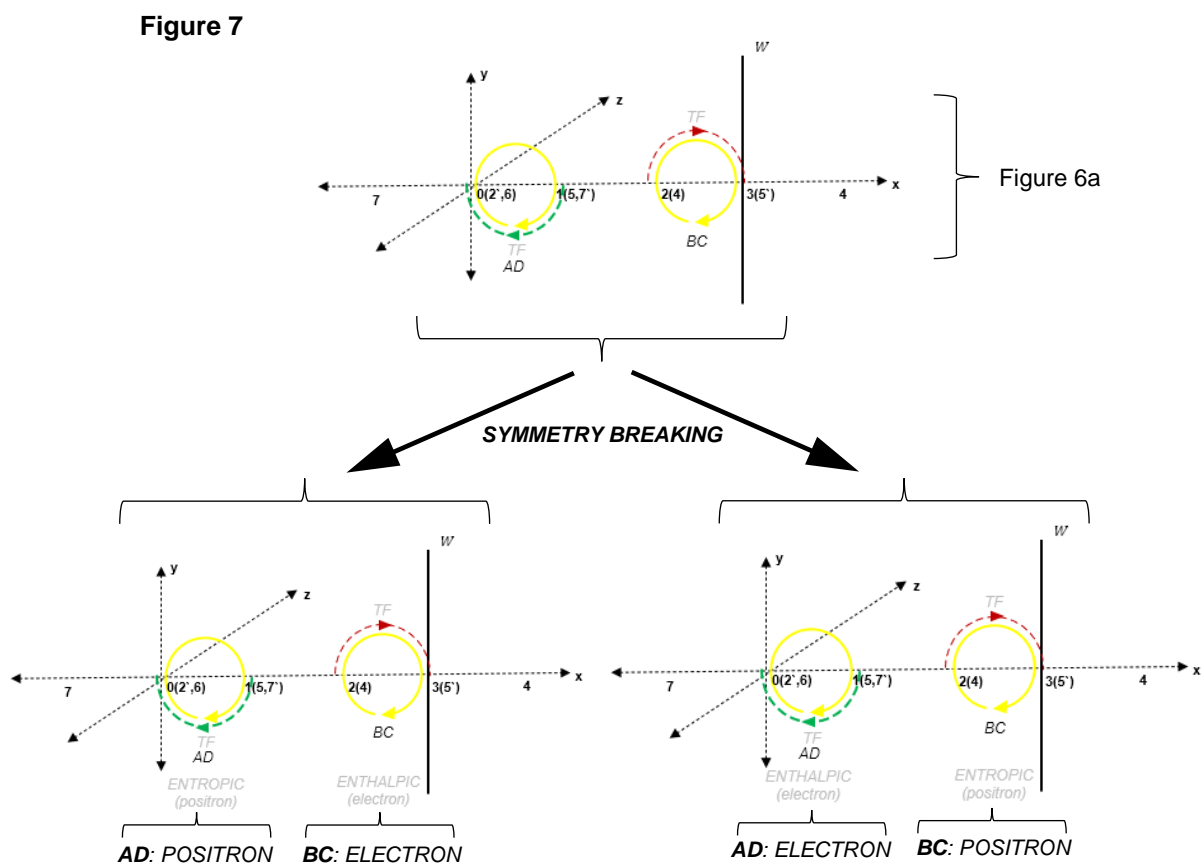 Figure 7
W
y
z
TF
0(2`,6) 1(5,7`) 2(4) 3(5`) 4 x
7
Figure 6a
TF
AD
BC
SYMMETRY BREAKING
W
y
z
TF
x
7 0(2`,6) 1(5,7`) 2(4) 3(5`) 4
TF
AD
BC
ENTROPIC
(positron)
ENTHALPIC
(electron)
AD: POSITRON BC: ELECTRON
W
y
z
TF
x
7 0(2`,6) 1(5,7`) 2(4) 3(5`) 4
TF
AD
BC
ENTHALPIC
(electron)
ENTROPIC
(positron)
AD: ELECTRON BC: POSITRON